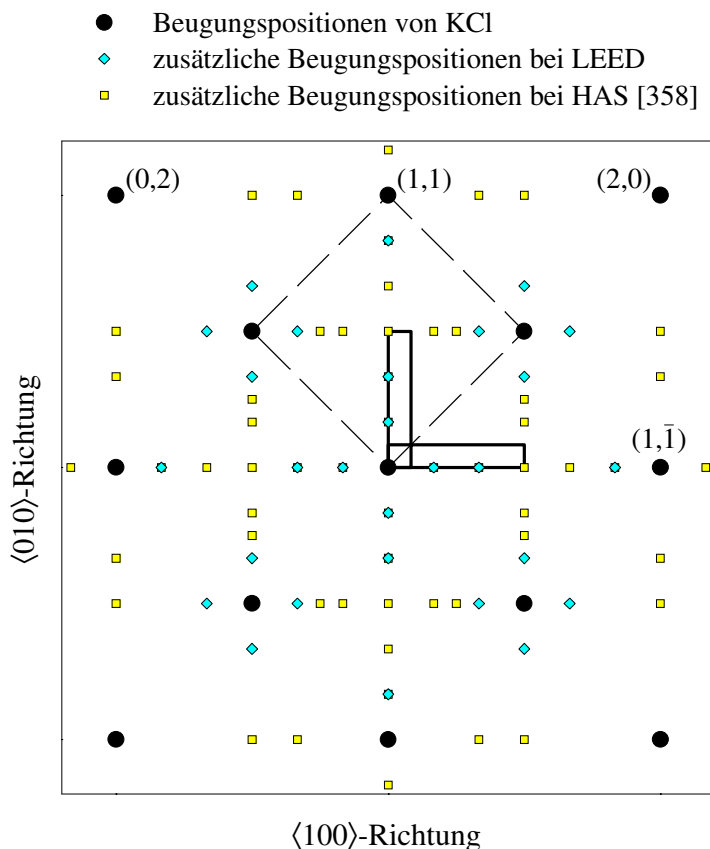 Beugungspositionen von KCl
zusätzliche Beugungspositionen bei LEED
zusätzliche Beugungspositionen bei HAS [358]
(0,2)
(1,1)
(2,0)
(1,1̄)
⟨010⟩-Richtung
⟨100⟩-Richtung